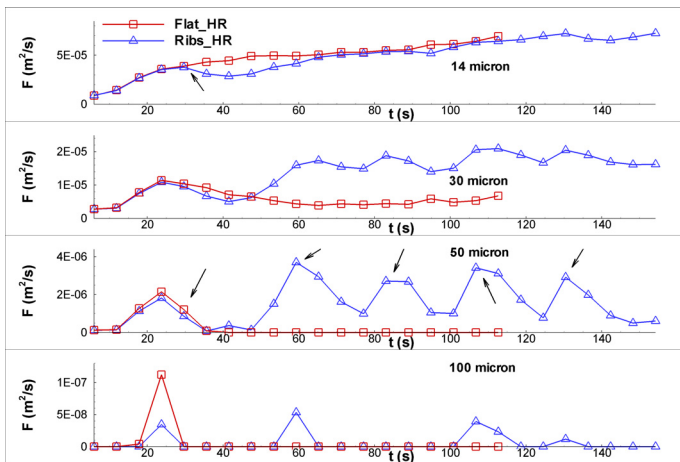 Flat_HR
Ribs_HR
F (m²/s)
5E-05
0
20 40 60 80 100 120 140
t (s)
14 micron
F (m²/s)
2E-05
1E-05
0
20 40 60 80 100 120 140
t (s)
30 micron
F (m²/s)
4E-06
2E-06
0
20 40 60 80 100 120 140
t (s)
50 micron
F (m²/s)
1E-07
5E-08
0
20 40 60 80 100 120 140
t (s)
100 micron